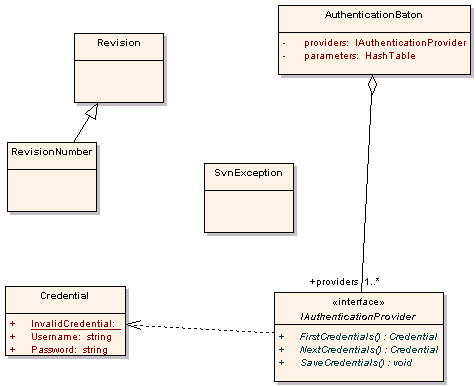 Revision
AuthenticationBaton
- providers: IAuthenticationProvider
- parameters: HashTable
RevisionNumber
SvnException
+providers 1..*
Credential
+ InvalidCredential:
+ Username: string
+ Password: string
«interface»
IAuthenticationProvider
+ FirstCredentials() : Credential
+ NextCredentials() : Credential
+ SaveCredentials() : void